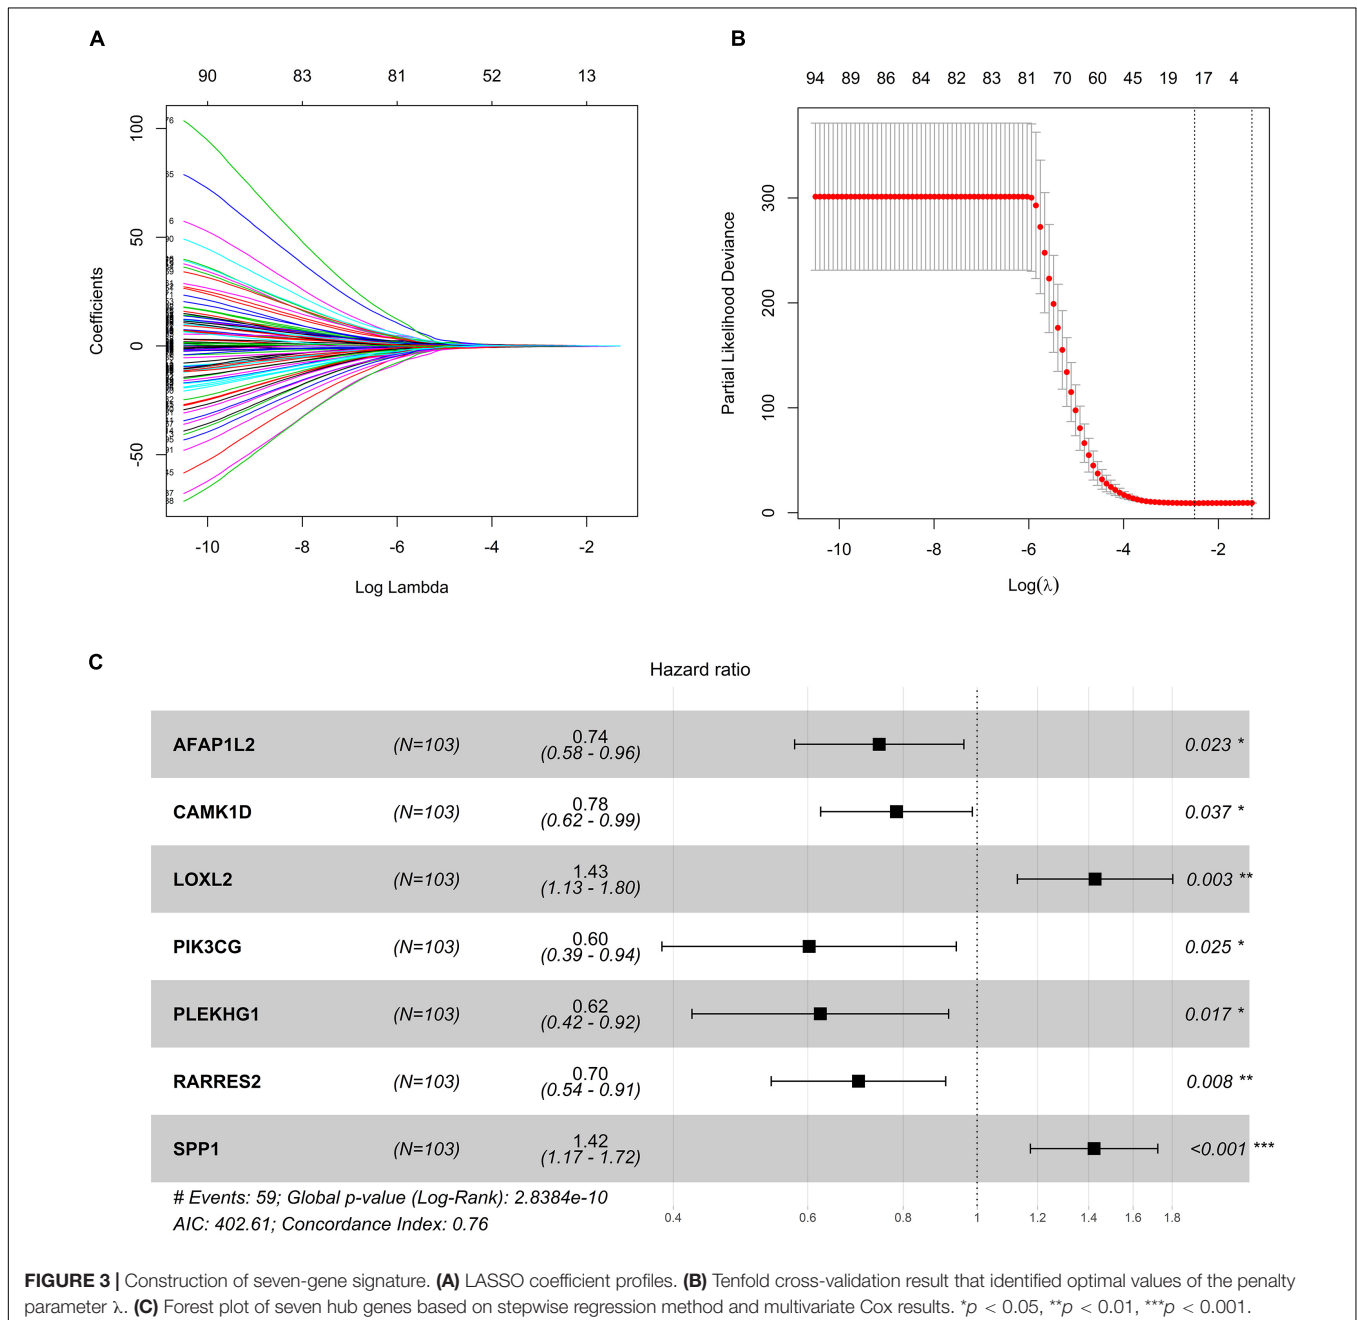 A
90 83 81 52 13
100
50
0
-50
Coefficients
-10 -8 -6 -4 -2
Log Lambda
B
94 89 86 84 82 83 81 70 60 45 19 17 4
300
200
100
0
Partial Likelihood Deviance
-10 -8 -6 -4 -2
Log(λ)
C
Hazard ratio
AFAP1L2 (N=103) 0.74 0.023 *
(0.58 - 0.96)
CAMK1D (N=103) 0.78 0.037 *
(0.62 - 0.99)
LOXL2 (N=103) 1.43 0.003 **
(1.13 - 1.80)
PIK3CG (N=103) 0.60 0.025 *
(0.39 - 0.94)
PLEKHG1 (N=103) 0.62 0.017 *
(0.42 - 0.92)
RARRES2 (N=103) 0.70 0.008 **
(0.54 - 0.91)
SPP1 (N=103) 1.42 <0.001 ***
(1.17 - 1.72)
# Events: 59; Global p-value (Log-Rank): 2.8384e-10
AIC: 402.61; Concordance Index: 0.76
0.4 0.6 0.8 1 1.2 1.4 1.6 1.8
FIGURE 3 | Construction of seven-gene signature. (A) LASSO coefficient profiles. (B) Tenfold cross-validation result that identified optimal values of the penalty
parameter λ. (C) Forest plot of seven hub genes based on stepwise regression method and multivariate Cox results. *p < 0.05, **p < 0.01, ***p < 0.001.